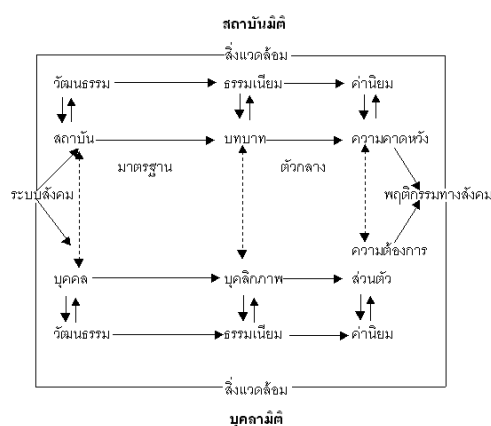 สถาบันมิติ
สิ่งแวดล้อม
วัฒนธรรม ธรรมเนียม ค่านิยม
สถาบัน บทบาท ความคาดหวัง
มาตรฐาน ตัวกลาง
ระบบสังคม พฤติกรรมทางสังคม
ความต้องการ
บุคคล บุคลิกภาพ ส่วนตัว
วัฒนธรรม ธรรมเนียม ค่านิยม
สิ่งแวดล้อม
บุคลามิติ